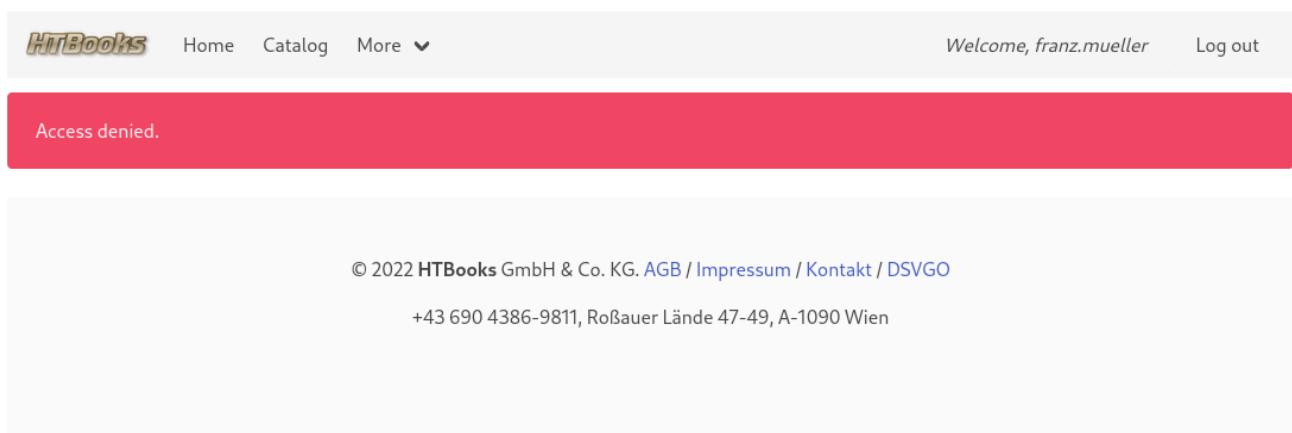 HTBooks Home Catalog More Welcome, franz.mueller Log out
Access denied.
© 2022 HTBooks GmbH & Co. KG. AGB / Impressum / Kontakt / DSVGO
+43 690 4386-9811, Roßauer Lände 47-49, A-1090 Wien